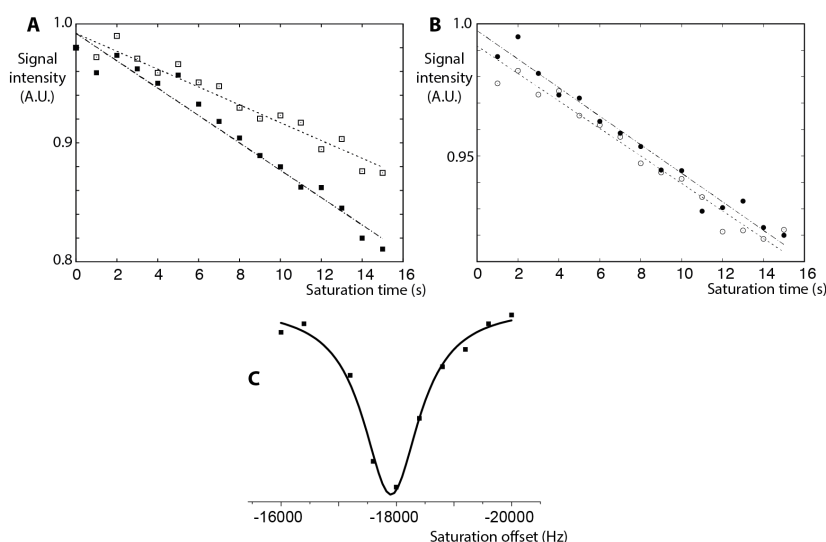 A
Signal
intensity
(A.U.)
1.0
0.9
0.8
0 2 4 6 8 10 12 14 16
Saturation time (s)
B
Signal
intensity
(A.U.)
1.0
0.95
0 2 4 6 8 10 12 14 16
Saturation time (s)
C
-16000 -18000 -20000
Saturation offset (Hz)